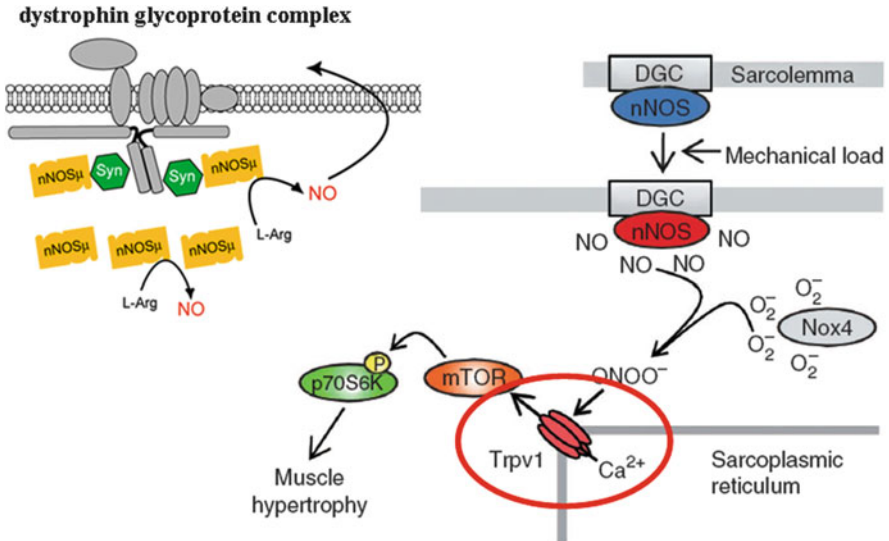 dystrophin glycoprotein complex
nNOSμ
Syn
Syn
nNOSμ
NO
L-Arg
nNOSμ
nNOSμ
nNOSμ
L-Arg
NO
DGC
Sarcolemma
nNOS
Mechanical load
DGC
NO
nNOS
NO
NO
NO
O₂⁻
O₂⁻
Nox4
O₂⁻
O₂⁻
P
p70S6K
mTOR
ONOO⁻
Trpv1
Ca²⁺
Sarcoplasmic
reticulum
Muscle
hypertrophy